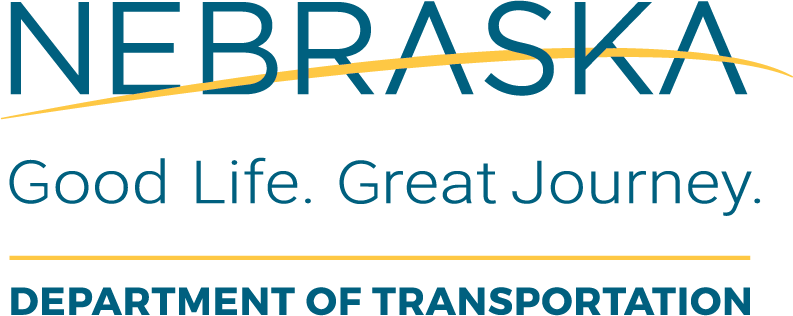 NEBRASKA
Good Life. Great Journey.
DEPARTMENT OF TRANSPORTATION